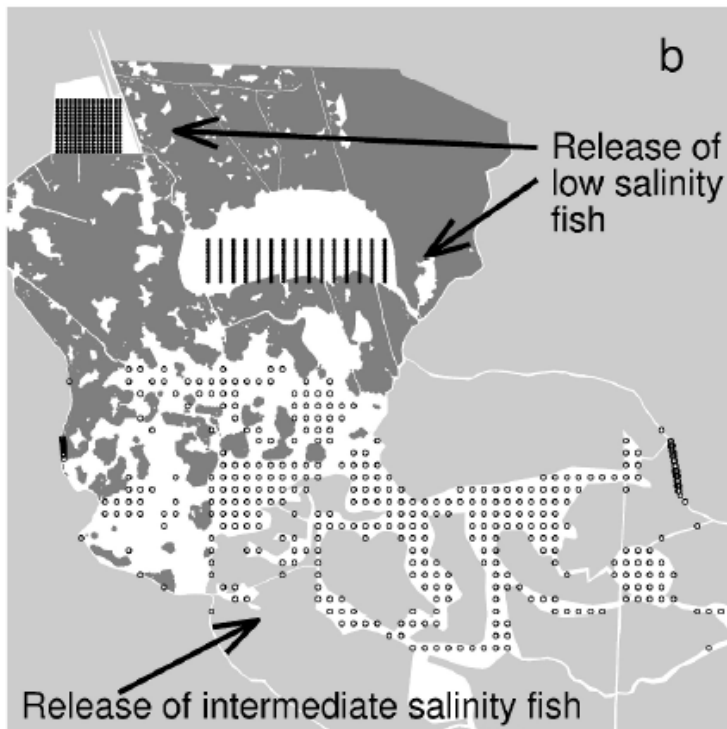 b
Release of
low salinity
fish
Release of intermediate salinity fish